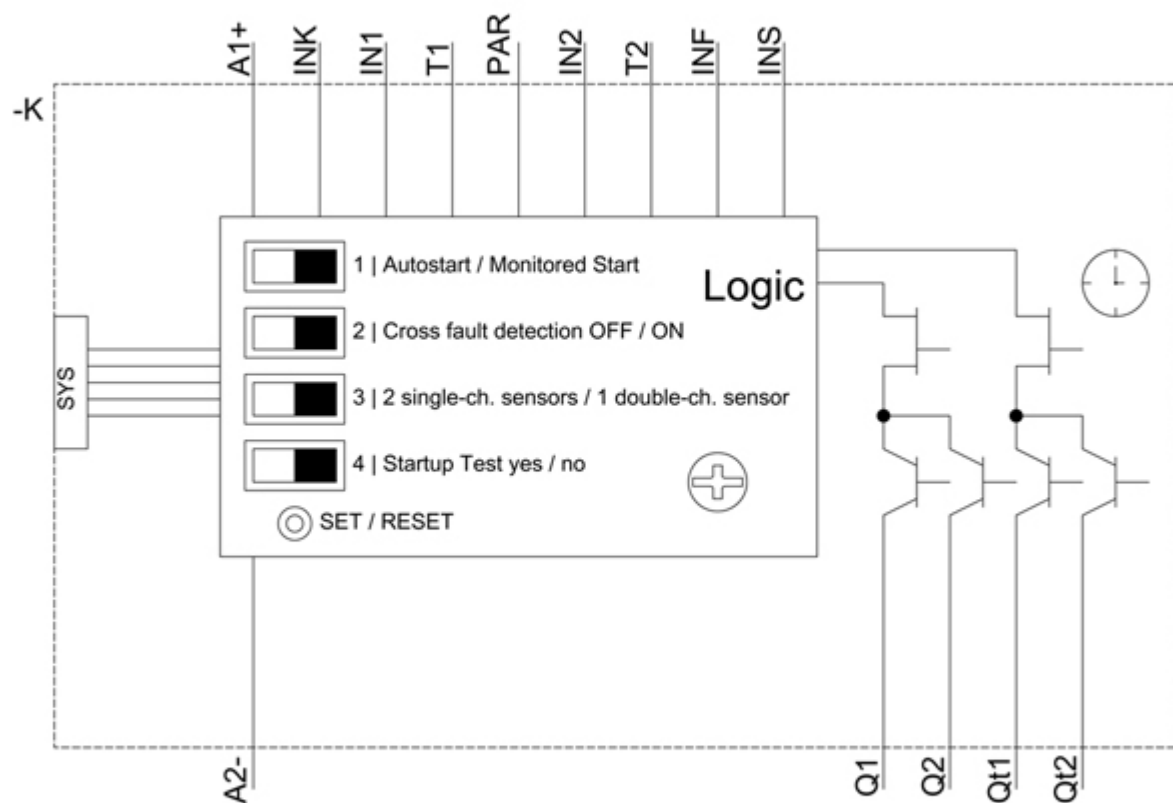 A1+ INK IN1 T1 PAR IN2 T2 INF INS
-K
1 | Autostart / Monitored Start
Logic
2 | Cross fault detection OFF / ON
SYS
3 | 2 single-ch. sensors / 1 double-ch. sensor
4 | Startup Test yes / no
SET / RESET
A2- Q1 Q2 Qt1 Qt2